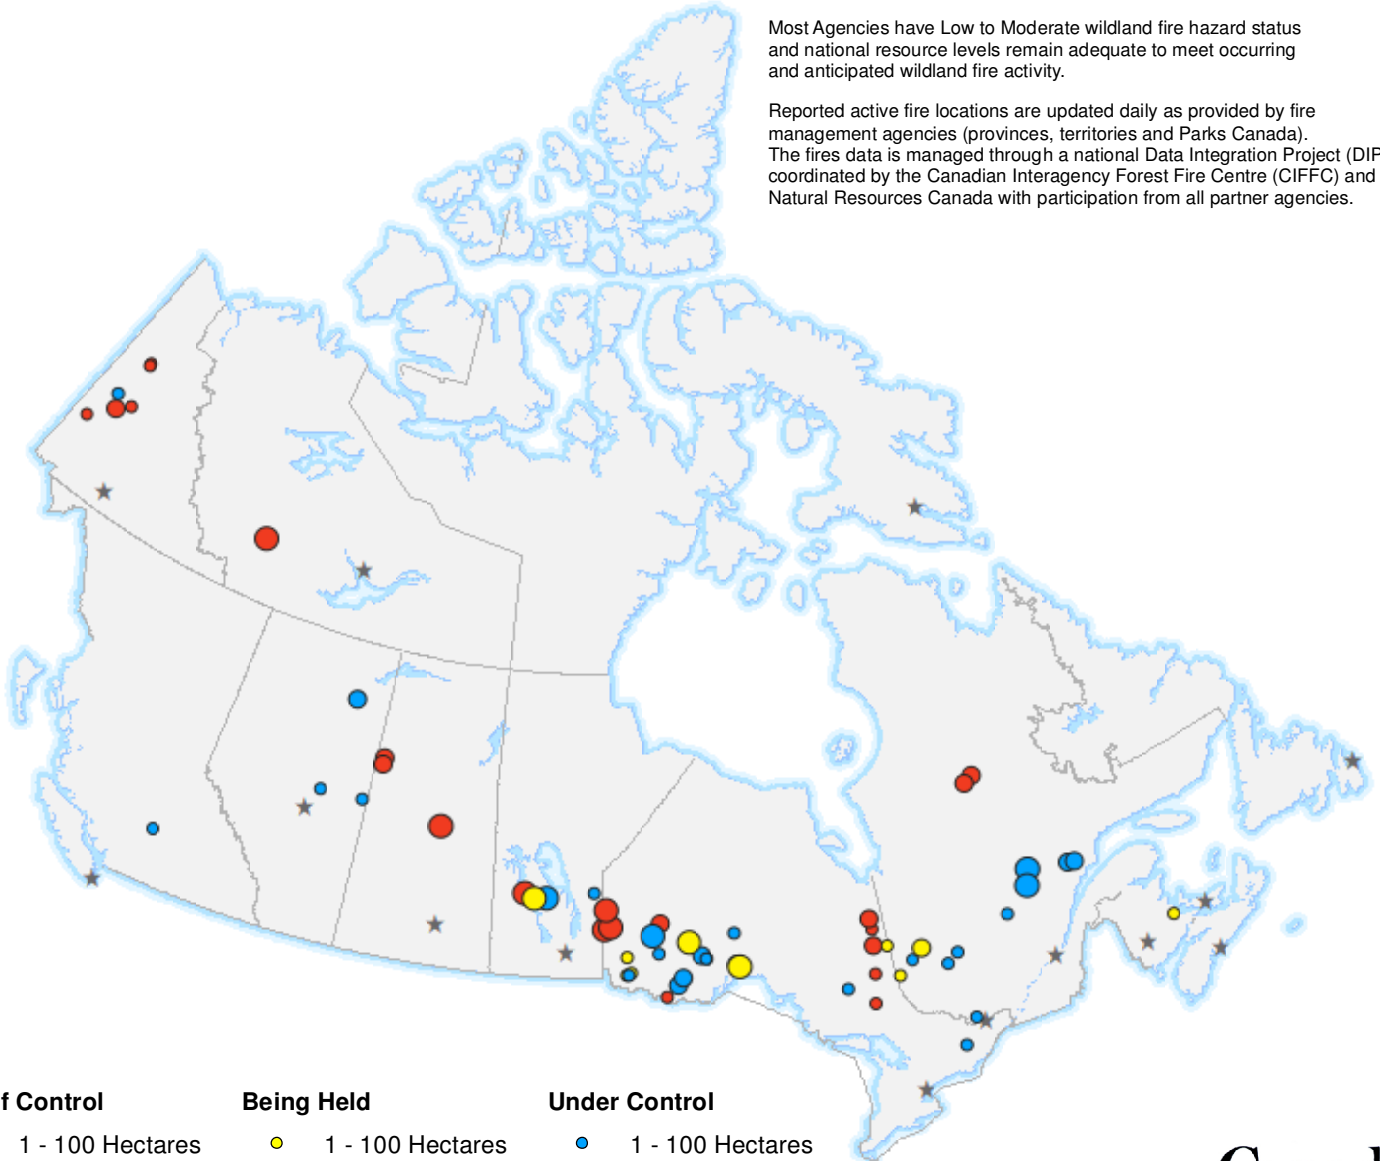 Most Agencies have Low to Moderate wildland fire hazard status
and national resource levels remain adequate to meet occurring
and anticipated wildland fire activity.
Reported active fire locations are updated daily as provided by fire
management agencies (provinces, territories and Parks Canada).
The fires data is managed through a national Data Integration Project (DIP
coordinated by the Canadian Interagency Forest Fire Centre (CIFFC) and
Natural Resources Canada with participation from all partner agencies.
f Control Being Held Under Control
1 - 100 Hectares 1 - 100 Hectares 1 - 100 Hectares